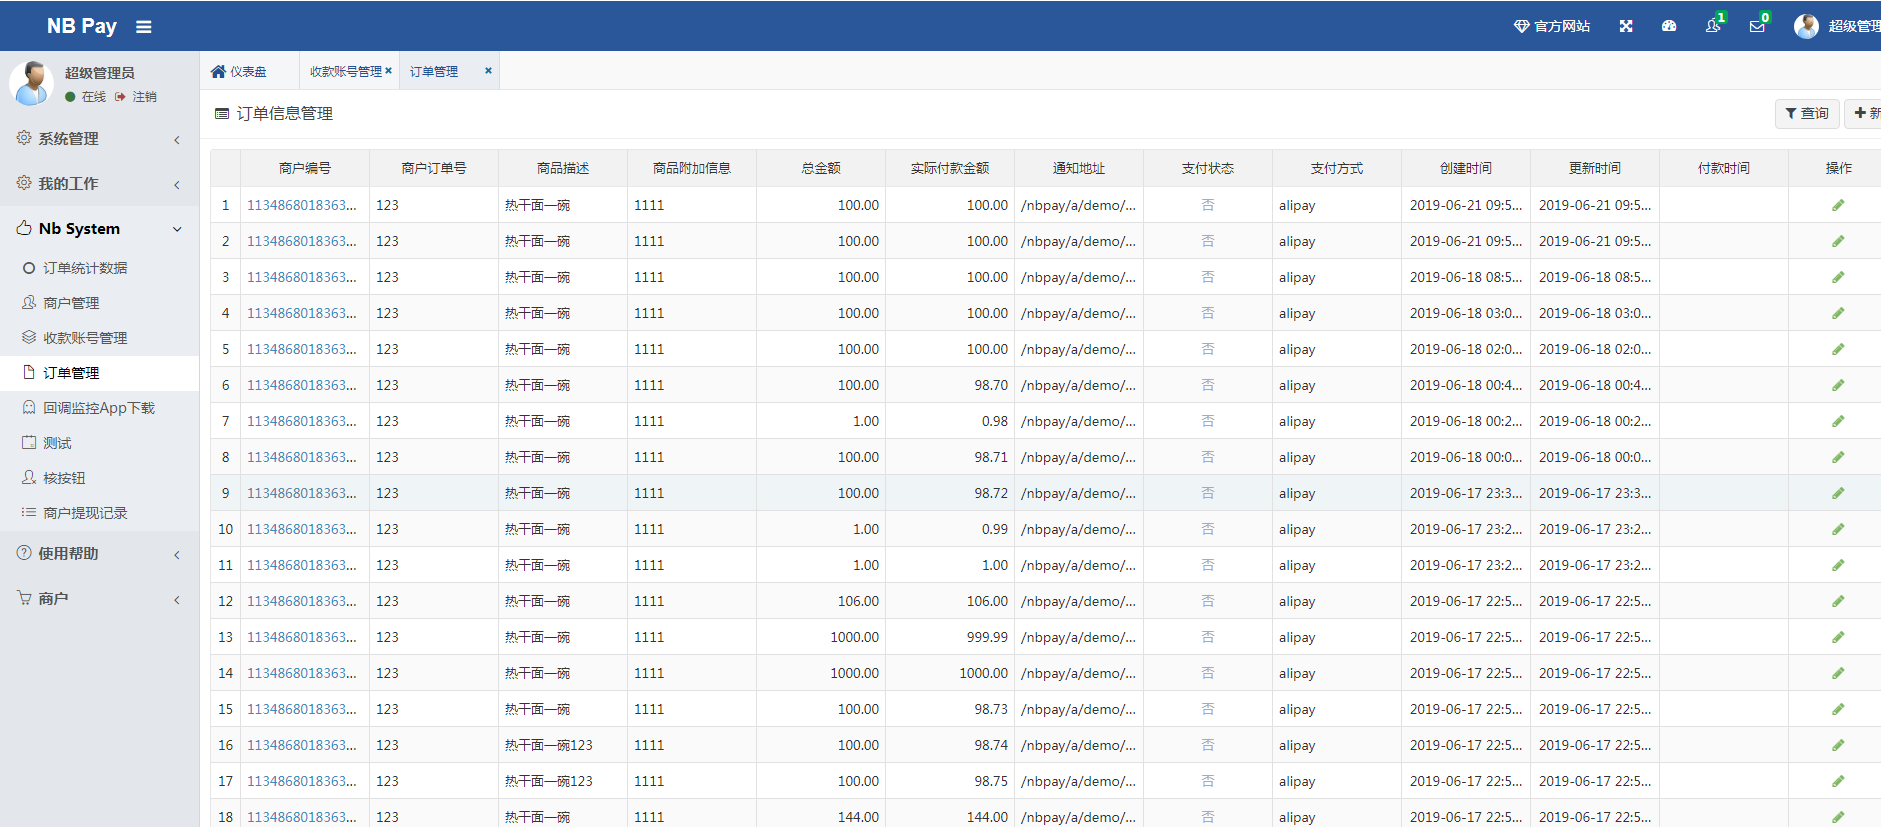 NB Pay
官方网站
1
0
超级管理
超级管理员
在线 注销
系统管理
我的工作
Nb System
订单统计数据
商户管理
收款账号管理
订单管理
回调监控App下载
测试
核按钮
商户提现记录
使用帮助
商户
仪表盘 收款账号管理 × 订单管理 ×
订单信息管理
查询
新
商户编号 商户订单号 商品描述 商品附加信息 总金额 实际付款金额 通知地址 支付状态 支付方式 创建时间 更新时间 付款时间 操作
1 1134868018363... 123 热干面一碗 1111 100.00 100.00 /nbpay/a/demo/... 否 alipay 2019-06-21 09:5... 2019-06-21 09:5...
2 1134868018363... 123 热干面一碗 1111 100.00 100.00 /nbpay/a/demo/... 否 alipay 2019-06-21 09:5... 2019-06-21 09:5...
3 1134868018363... 123 热干面一碗 1111 100.00 100.00 /nbpay/a/demo/... 否 alipay 2019-06-18 08:5... 2019-06-18 08:5...
4 1134868018363... 123 热干面一碗 1111 100.00 100.00 /nbpay/a/demo/... 否 alipay 2019-06-18 03:0... 2019-06-18 03:0...
5 1134868018363... 123 热干面一碗 1111 100.00 100.00 /nbpay/a/demo/... 否 alipay 2019-06-18 02:0... 2019-06-18 02:0...
6 1134868018363... 123 热干面一碗 1111 100.00 98.70 /nbpay/a/demo/... 否 alipay 2019-06-18 00:4... 2019-06-18 00:4...
7 1134868018363... 123 热干面一碗 1111 1.00 0.98 /nbpay/a/demo/... 否 alipay 2019-06-18 00:2... 2019-06-18 00:2...
8 1134868018363... 123 热干面一碗 1111 100.00 98.71 /nbpay/a/demo/... 否 alipay 2019-06-18 00:0... 2019-06-18 00:0...
9 1134868018363... 123 热干面一碗 1111 100.00 98.72 /nbpay/a/demo/... 否 alipay 2019-06-17 23:3... 2019-06-17 23:3...
10 1134868018363... 123 热干面一碗 1111 1.00 0.99 /nbpay/a/demo/... 否 alipay 2019-06-17 23:2... 2019-06-17 23:2...
11 1134868018363... 123 热干面一碗 1111 1.00 1.00 /nbpay/a/demo/... 否 alipay 2019-06-17 23:2... 2019-06-17 23:2...
12 1134868018363... 123 热干面一碗 1111 106.00 106.00 /nbpay/a/demo/... 否 alipay 2019-06-17 22:5... 2019-06-17 22:5...
13 1134868018363... 123 热干面一碗 1111 1000.00 999.99 /nbpay/a/demo/... 否 alipay 2019-06-17 22:5... 2019-06-17 22:5...
14 1134868018363... 123 热干面一碗 1111 1000.00 1000.00 /nbpay/a/demo/... 否 alipay 2019-06-17 22:5... 2019-06-17 22:5...
15 1134868018363... 123 热干面一碗 1111 100.00 98.73 /nbpay/a/demo/... 否 alipay 2019-06-17 22:5... 2019-06-17 22:5...
16 1134868018363... 123 热干面一碗123 1111 100.00 98.74 /nbpay/a/demo/... 否 alipay 2019-06-17 22:5... 2019-06-17 22:5...
17 1134868018363... 123 热干面一碗123 1111 100.00 98.75 /nbpay/a/demo/... 否 alipay 2019-06-17 22:5... 2019-06-17 22:5...
18 1134868018363... 123 热干面一碗 1111 144.00 144.00 /nbpay/a/demo/... 否 alipay 2019-06-17 22:5... 2019-06-17 22:5...